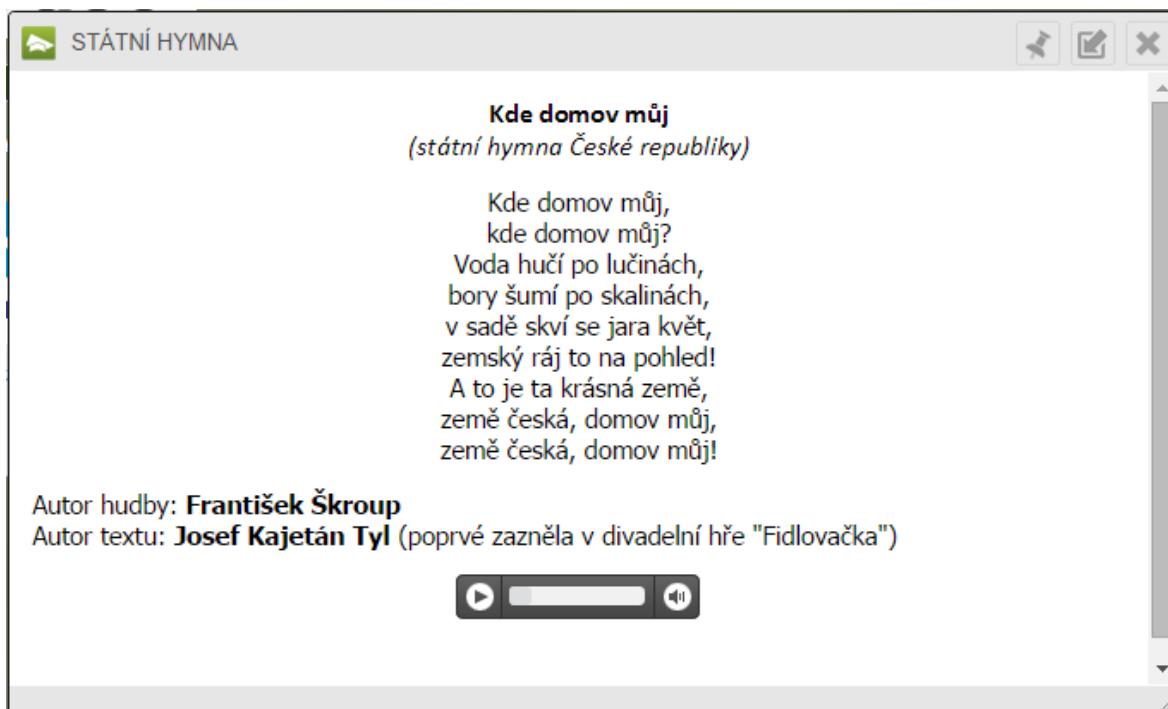 STÁTNÍ HYMNA
Kde domov můj
(státní hymna České republiky)
Kde domov můj,
kde domov můj?
Voda hučí po lučinách,
bory šumí po skalinách,
v sadě skví se jara květ,
zemský ráj to na pohled!
A to je ta krásná země,
země česká, domov můj,
země česká, domov můj!
Autor hudby: František Škroup
Autor textu: Josef Kajetán Tyl (poprvé zazněla v divadelní hře "Fidlovačka")